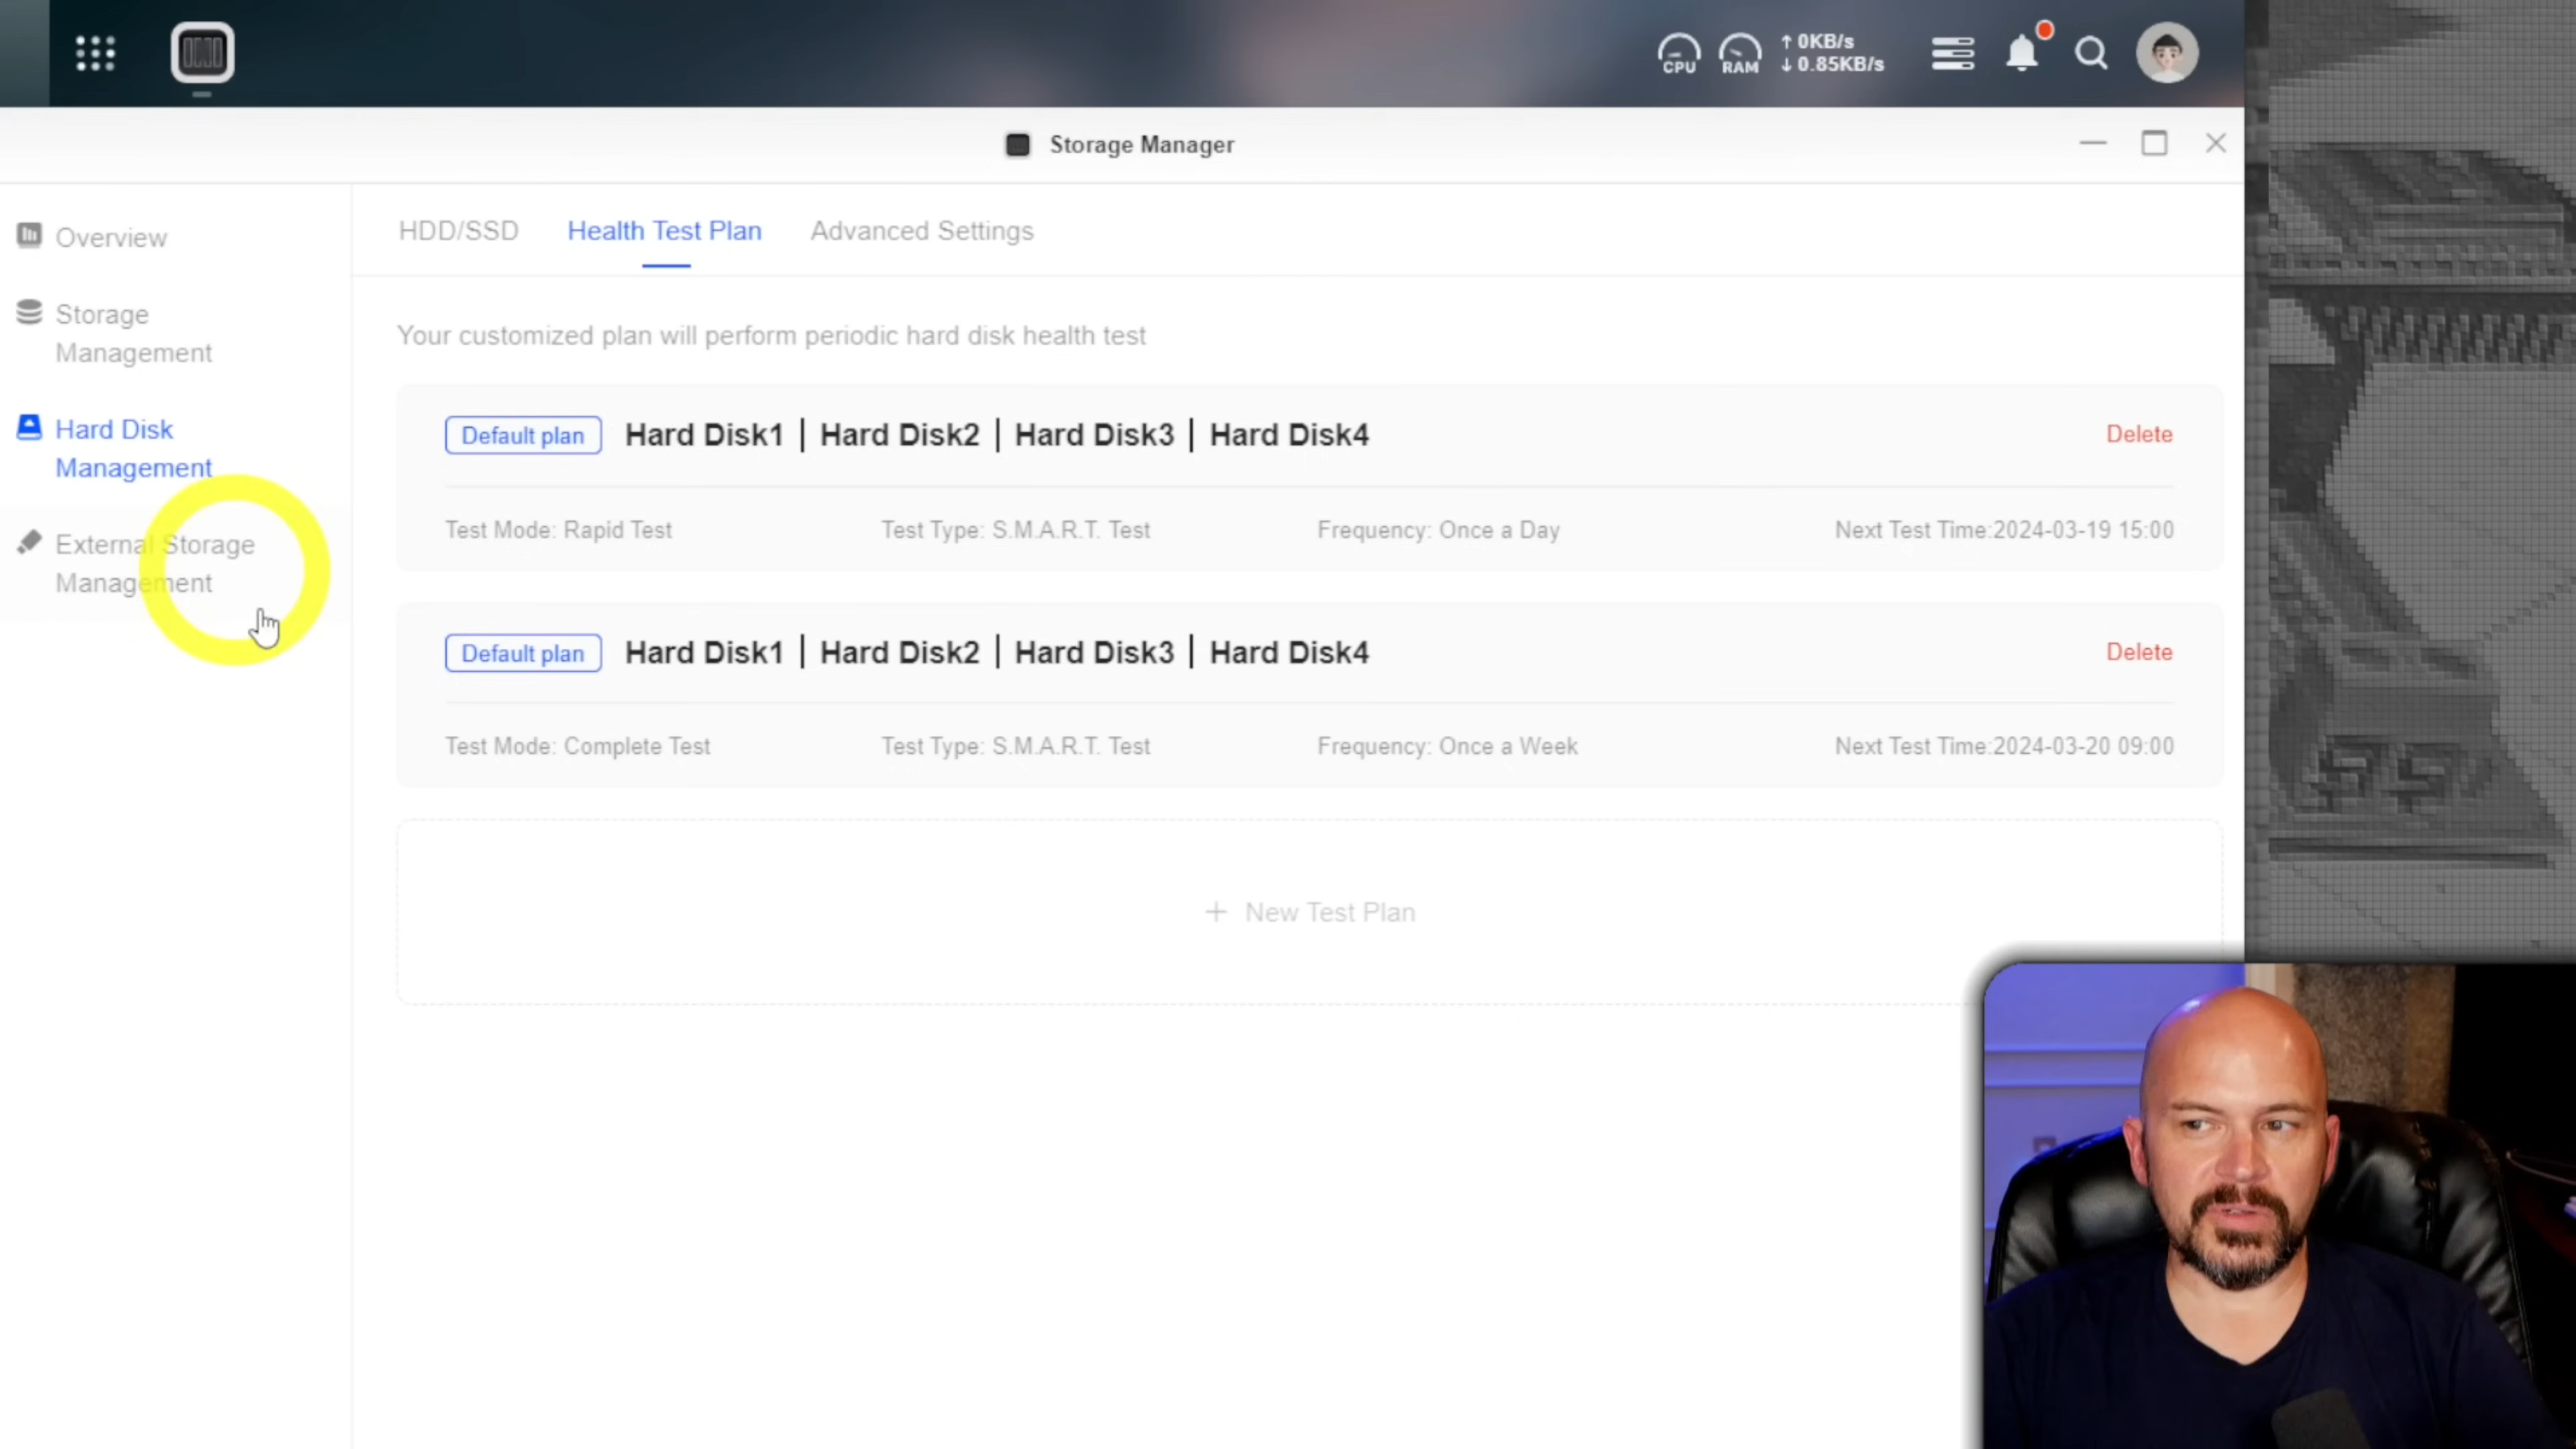 CPU
RAM
↑ 0KB/s
↓ 0.85KB/s
Storage Manager
Overview
Storage
Management
Hard Disk
Management
External Storage
Management
HDD/SSD
Health Test Plan
Advanced Settings
Your customized plan will perform periodic hard disk health test
Default plan
Hard Disk1 | Hard Disk2 | Hard Disk3 | Hard Disk4
Delete
Test Mode: Rapid Test
Test Type: S.M.A.R.T. Test
Frequency: Once a Day
Next Test Time:2024-03-19 15:00
Default plan
Hard Disk1 | Hard Disk2 | Hard Disk3 | Hard Disk4
Delete
Test Mode: Complete Test
Test Type: S.M.A.R.T. Test
Frequency: Once a Week
Next Test Time:2024-03-20 09:00
+ New Test Plan